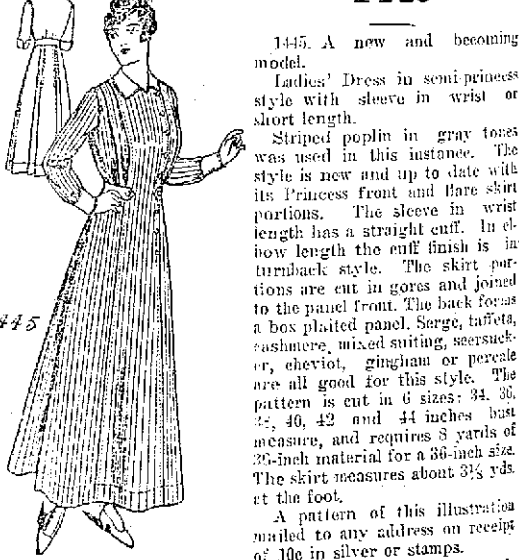 1445. A new and becoming
model.
Ladies' Dress in semi-princess
style with sleeve in wrist or
short length.
Striped poplin in gray tones
was used in this instance. The
style is new and up to date with
its Princess front and flare skirt
portions. The sleeve in wrist
length has a straight cuff. In el-
bow length the cuff finish is in
turnback style. The skirt por-
tions are cut in gores and joined
to the panel front. The back forms
a box plaited panel. Serge, taffeta,
cashmere, mixed suiting, seersuck-
er, cheviot, gingham or percale
are all good for this style. The
pattern is cut in 6 sizes: 34, 36,
38, 40, 42 and 44 inches bust
measure, and requires 8 yards of
36-inch material for a 36-inch size.
The skirt measures about 3⅛ yds.
at the foot.
A pattern of this illustration
mailed to any address on receipt
of 10c in silver or stamps.
445